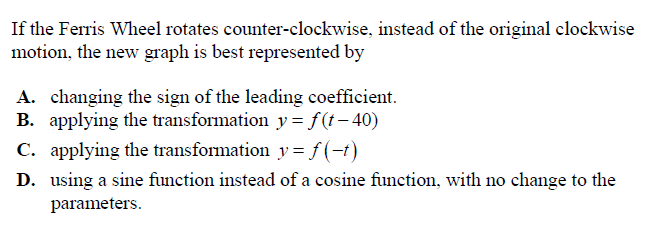 If the Ferris Wheel rotates counter-clockwise, instead of the original clockwise
motion, the new graph is best represented by
A. changing the sign of the leading coefficient.
B. applying the transformation y = f(t – 40)
C. applying the transformation y = f(–t)
D. using a sine function instead of a cosine function, with no change to the
parameters.